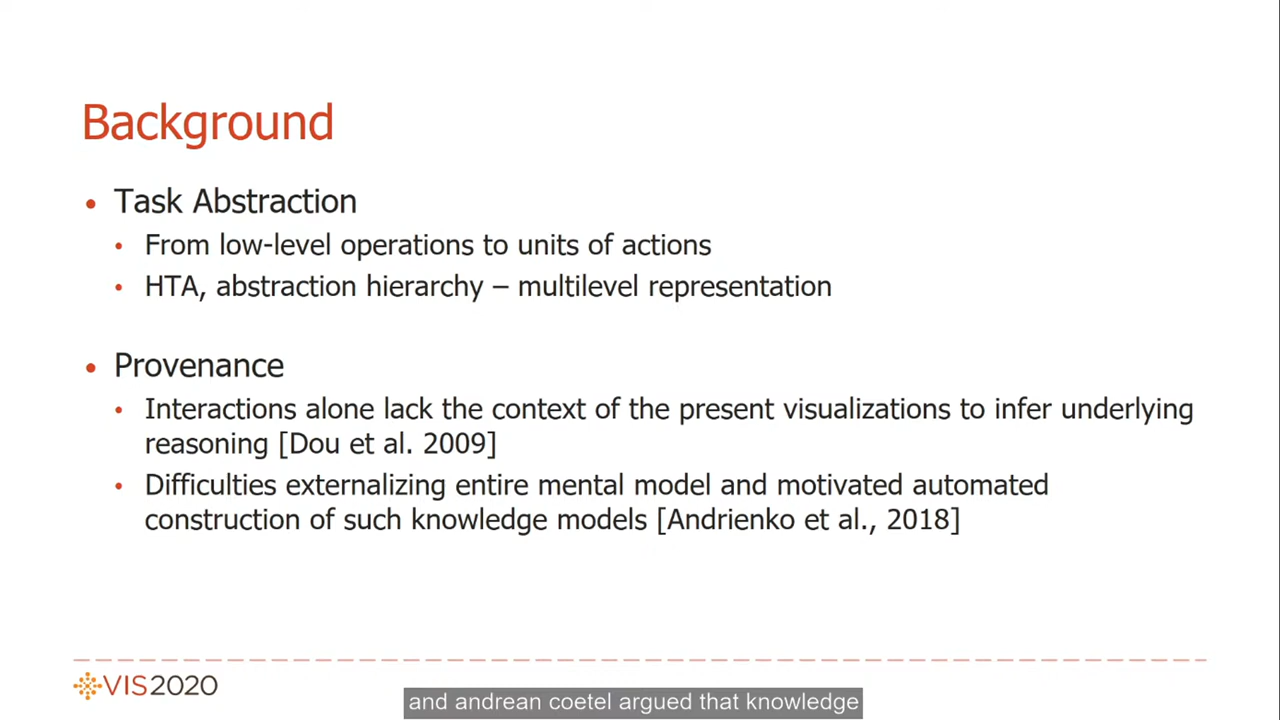 Background
• Task Abstraction
• From low-level operations to units of actions
• HTA, abstraction hierarchy – multilevel representation
• Provenance
• Interactions alone lack the context of the present visualizations to infer underlying
reasoning [Dou et al. 2009]
• Difficulties externalizing entire mental model and motivated automated
construction of such knowledge models [Andrienko et al., 2018]
VIS2020
and andrean coetel argued that knowledge